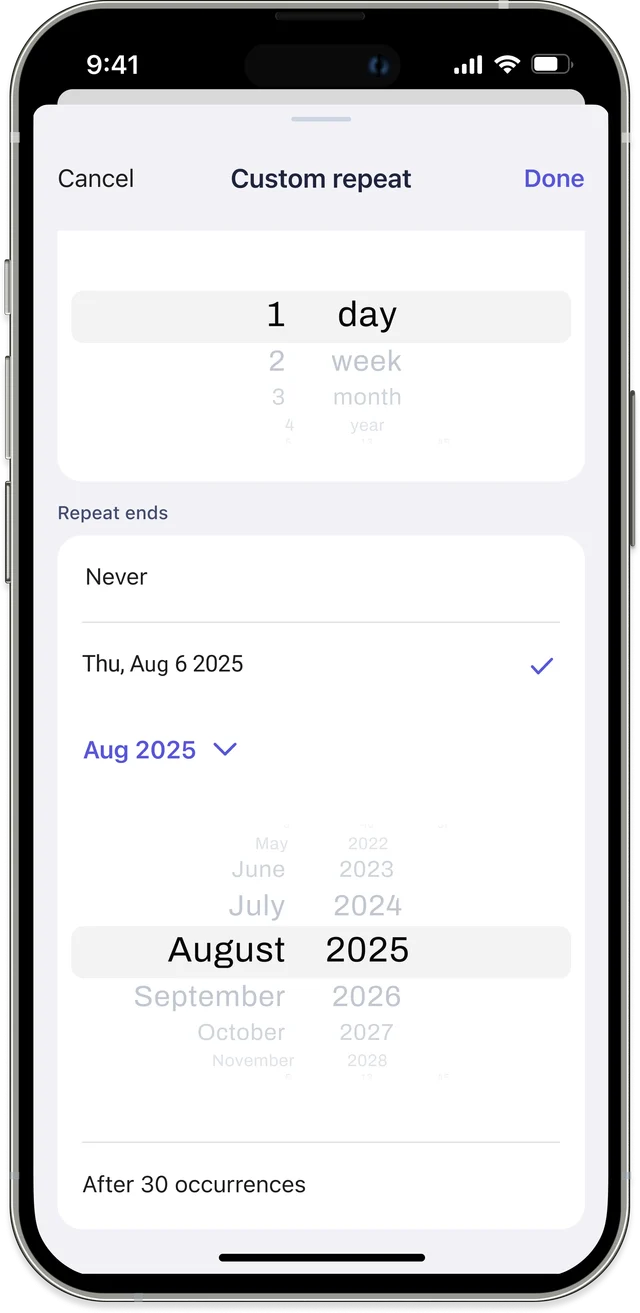 9:41
Cancel Custom repeat Done
1 day
2 week
3 month
4 year
Repeat ends
Never
Thu, Aug 6 2025
Aug 2025
May 2022
June 2023
July 2024
August 2025
September 2026
October 2027
November 2028
After 30 occurrences